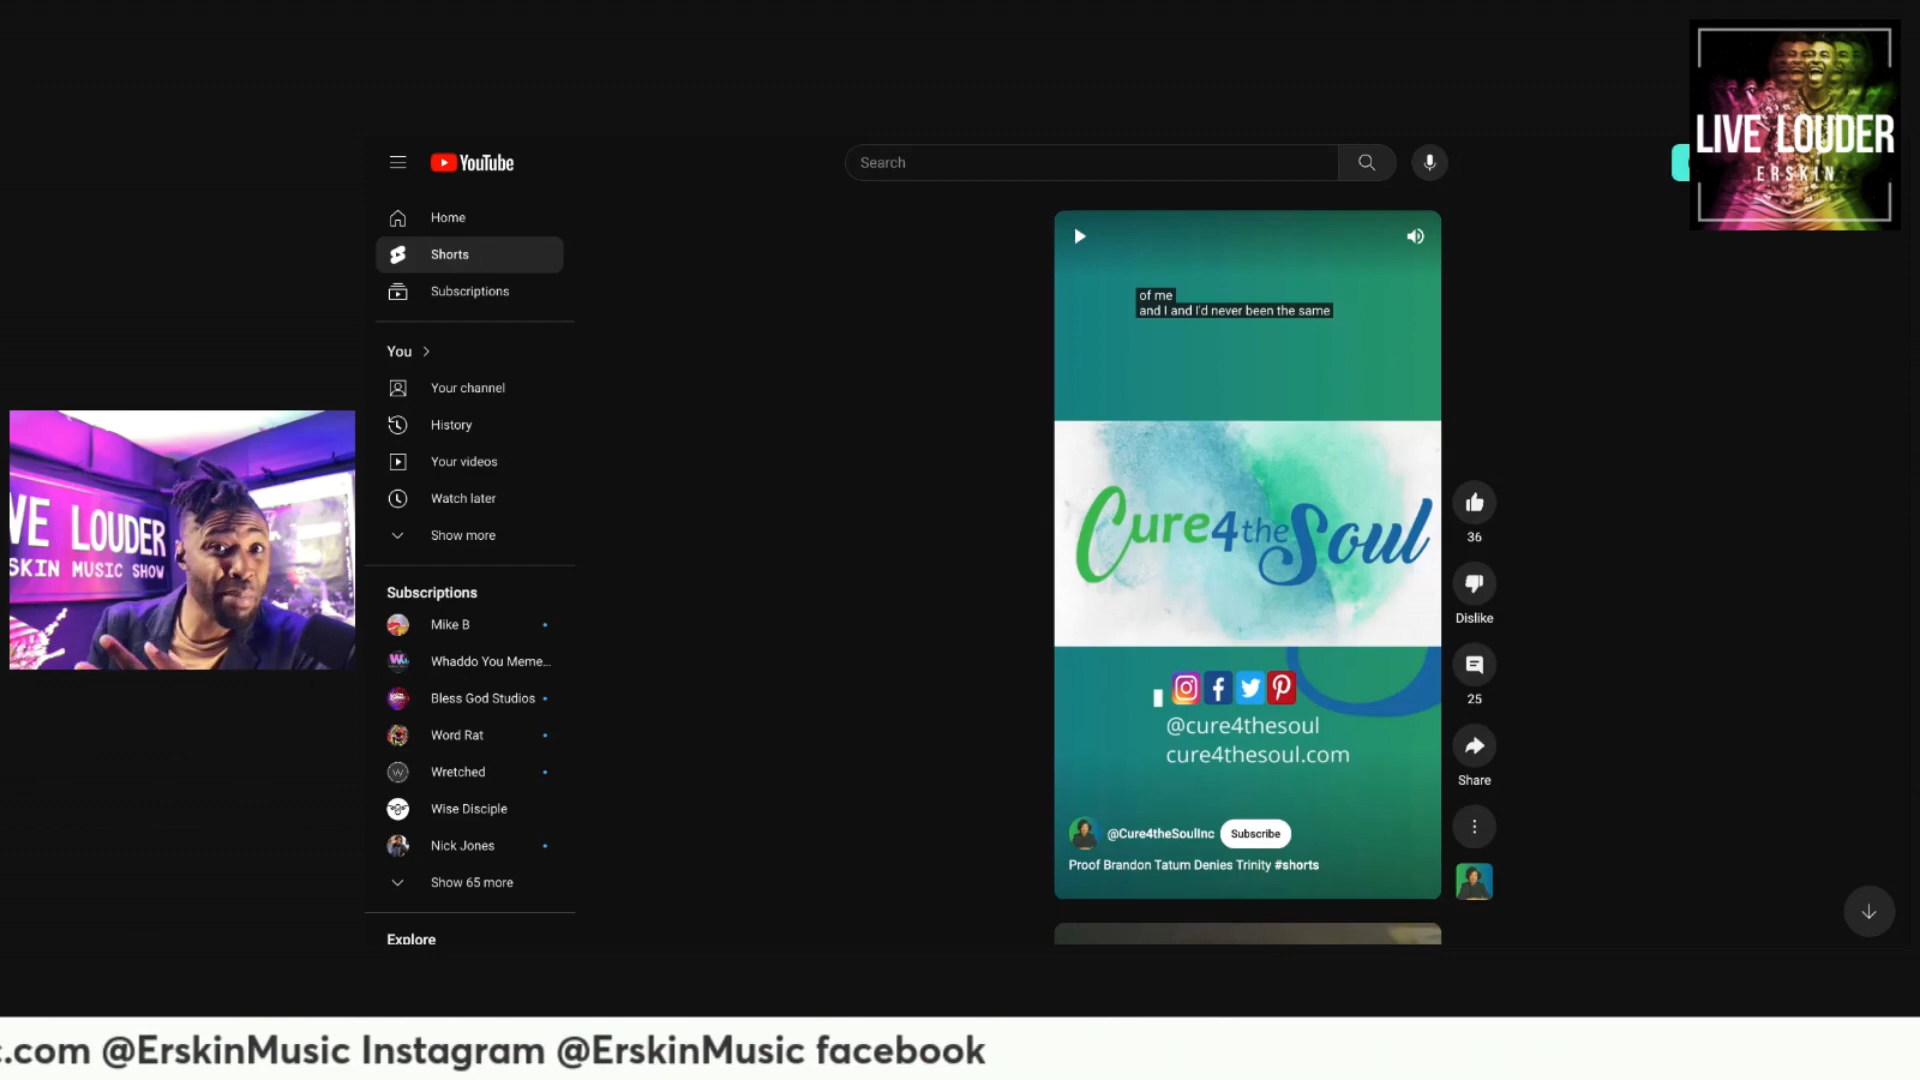 LIVE LOUDER
ERSKIN
YouTube
Search
Home
Shorts
Subscriptions
You
Your channel
History
Your videos
Watch later
Show more
Subscriptions
Mike B
Whaddo You Meme...
Bless God Studios
Word Rat
Wretched
Wise Disciple
Nick Jones
Show 65 more
Explore
VE LOUDER
SKIN MUSIC SHOW
of me
and I and I'd never been the same
Cure4theSoul
@cure4thesoul
cure4thesoul.com
@Cure4theSoulInc Subscribe
Proof Brandon Tatum Denies Trinity #shorts
36
Dislike
25
Share
.com @ErskinMusic Instagram @ErskinMusic facebook